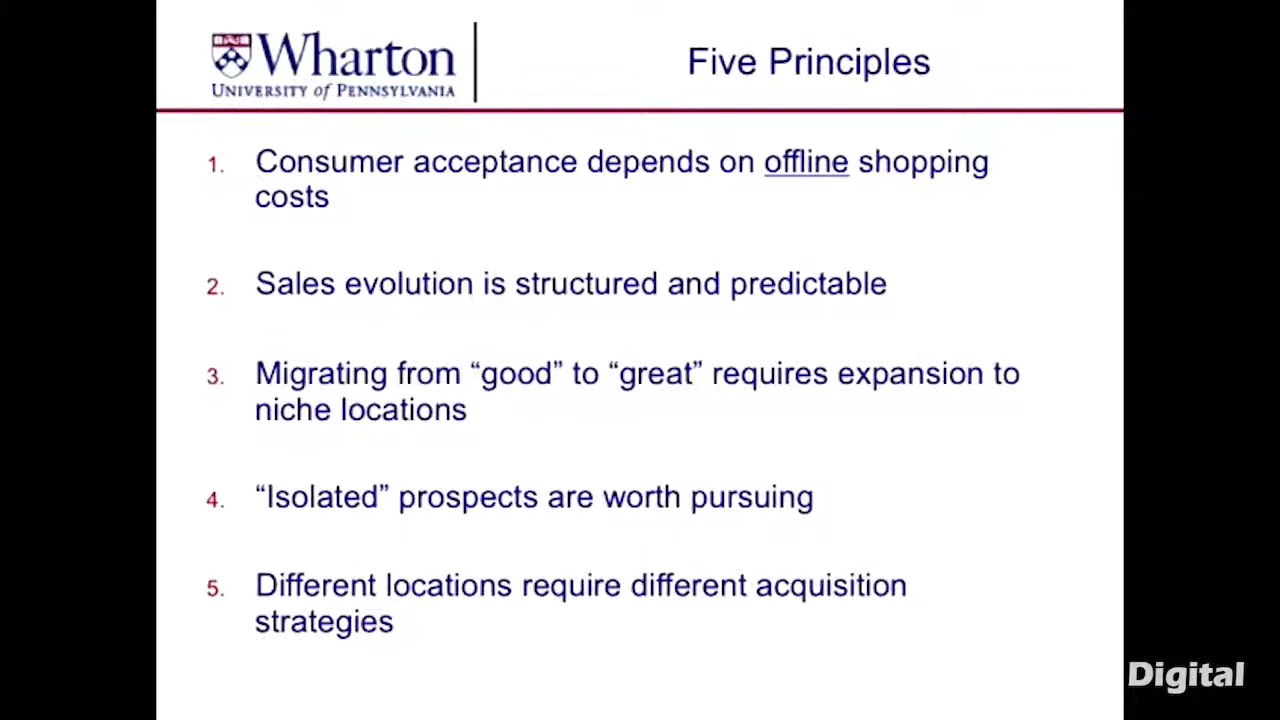 Wharton
UNIVERSITY of PENNSYLVANIA
Five Principles
1. Consumer acceptance depends on offline shopping
costs
2. Sales evolution is structured and predictable
3. Migrating from “good” to “great” requires expansion to
niche locations
4. “Isolated” prospects are worth pursuing
5. Different locations require different acquisition
strategies
Digital